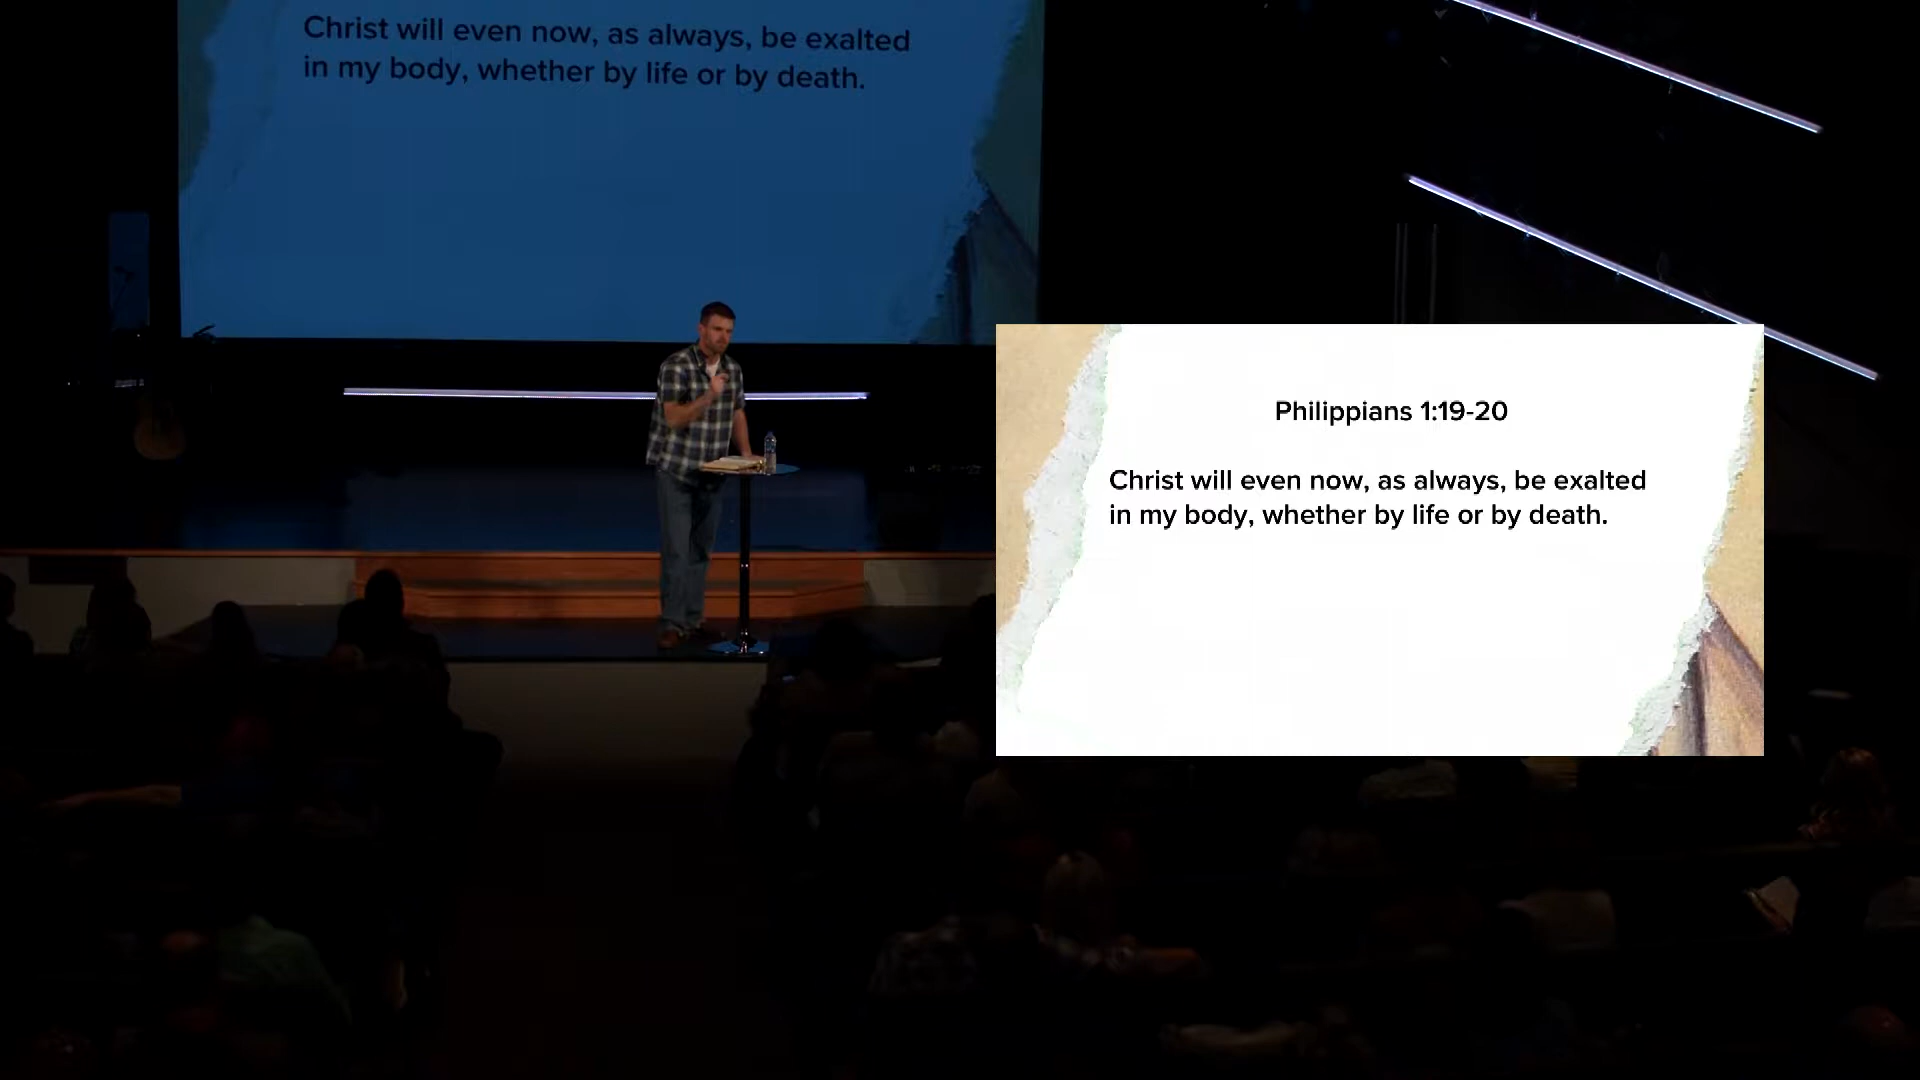 Christ will even now, as always, be exalted
in my body, whether by life or by death.
Philippians 1:19-20
Christ will even now, as always, be exalted
in my body, whether by life or by death.